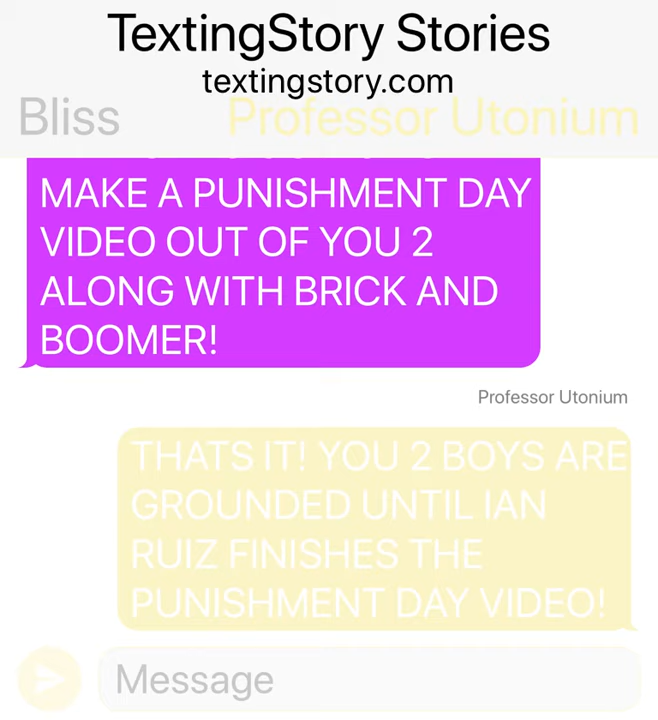 TextingStory Stories
textingstory.com
Bliss Professor Utonium
MAKE A PUNISHMENT DAY
VIDEO OUT OF YOU 2
ALONG WITH BRICK AND
BOOMER!
Professor Utonium
THATS IT! YOU 2 BOYS ARE
GROUNDED UNTIL IAN
RUIZ FINISHES THE
PUNISHMENT DAY VIDEO!
Message